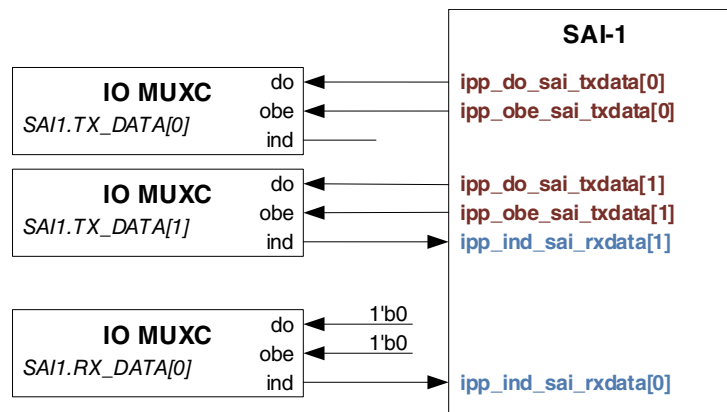 SAI-1
IO MUXC
SAI1.TX_DATA[0]
do
obe
ind
ipp_do_sai_txdata[0]
ipp_obe_sai_txdata[0]
IO MUXC
SAI1.TX_DATA[1]
do
obe
ind
ipp_do_sai_txdata[1]
ipp_obe_sai_txdata[1]
ipp_ind_sai_rxdata[1]
IO MUXC
SAI1.RX_DATA[0]
do
obe
ind
1'b0
1'b0
ipp_ind_sai_rxdata[0]